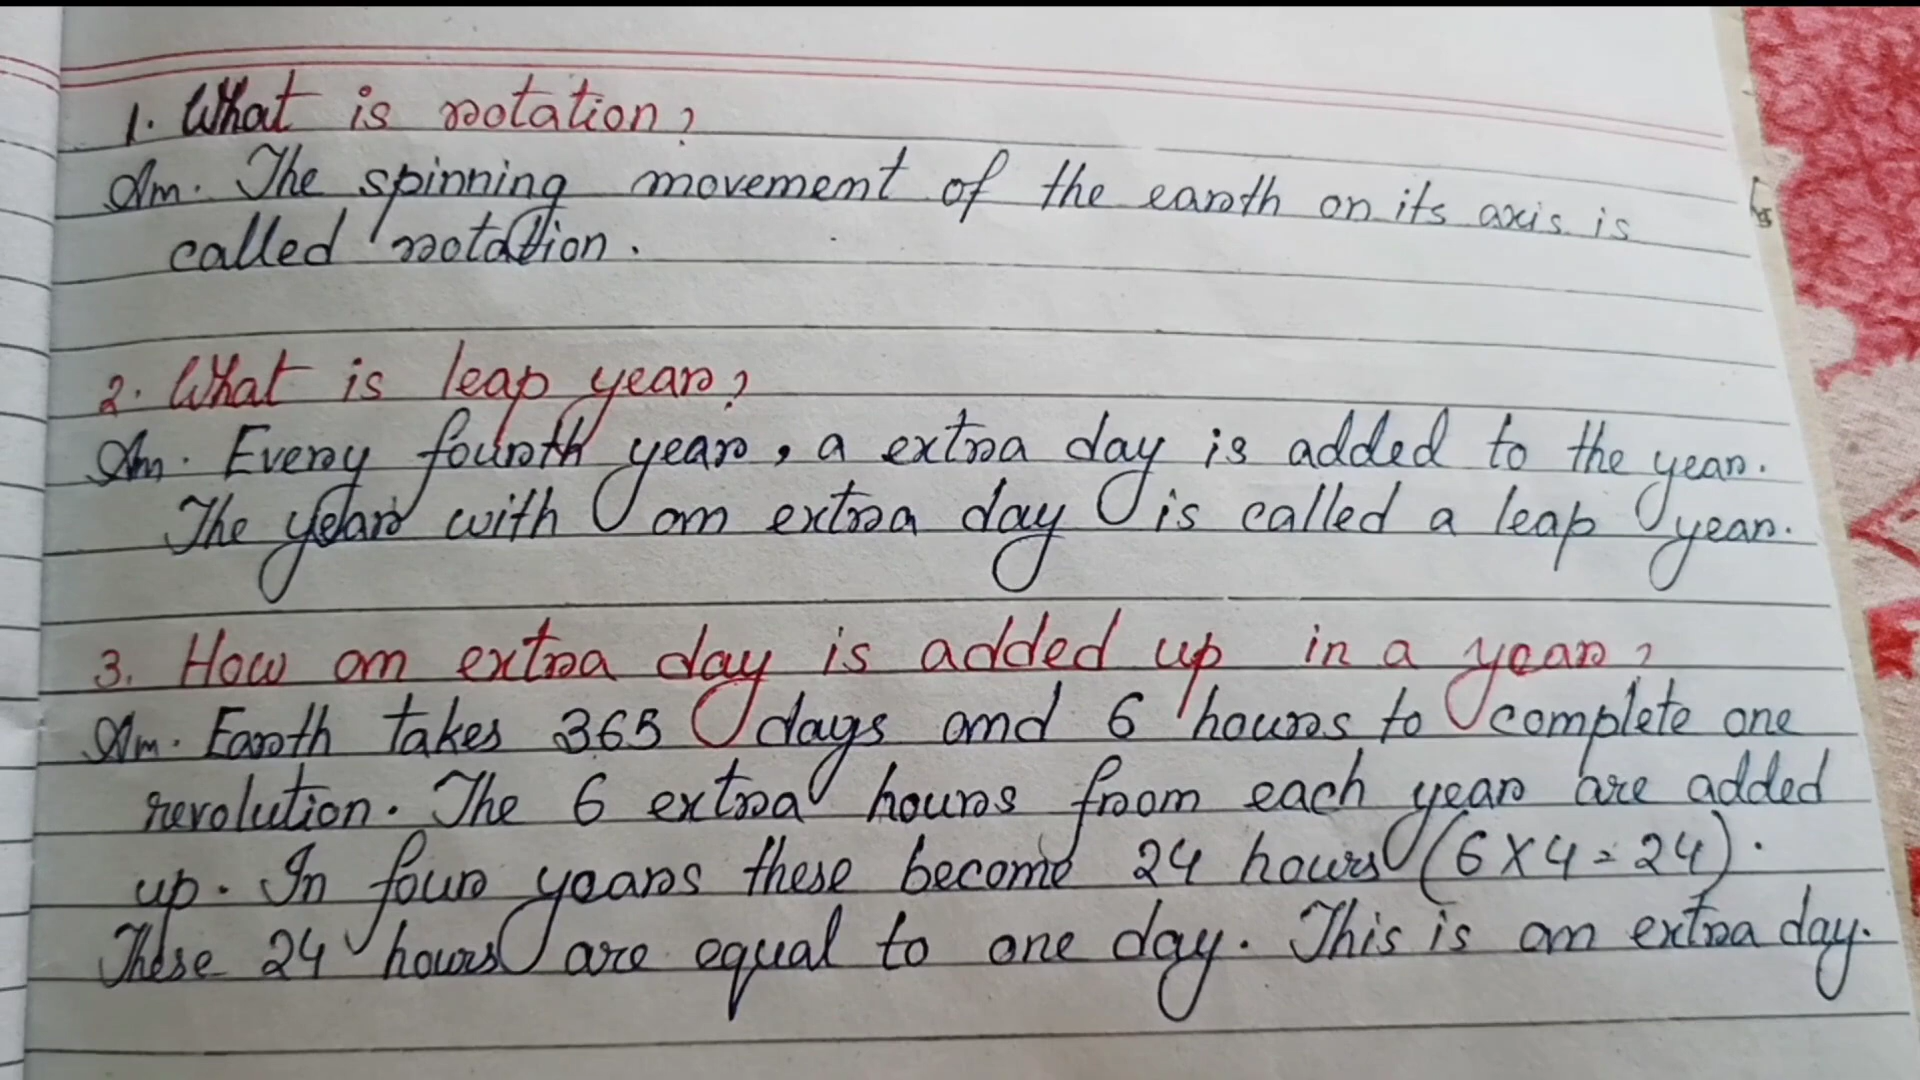 1. What is rotation?
Ans. The spinning movement of the earth on its axis is
called rotation.
2. What is leap year?
Ans. Every fourth year, a extra day is added to the year.
The year with an extra day is called a leap year.
3. How an extra day is added up in a year?
Ans. Earth takes 365 days and 6 hours to complete one
revolution. The 6 extra hours from each year are added
up. In four years these become 24 hours (6X4=24).
These 24 hours are equal to one day. This is an extra day.